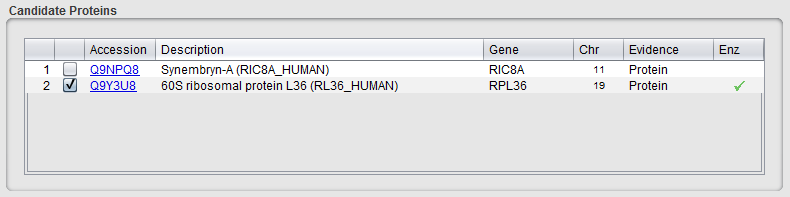 Candidate Proteins
Accession Description Gene Chr Evidence Enz
1 Q9NPQ8 Synembryn-A (RIC8A_HUMAN) RIC8A 11 Protein
2 Q9Y3U8 60S ribosomal protein L36 (RL36_HUMAN) RPL36 19 Protein